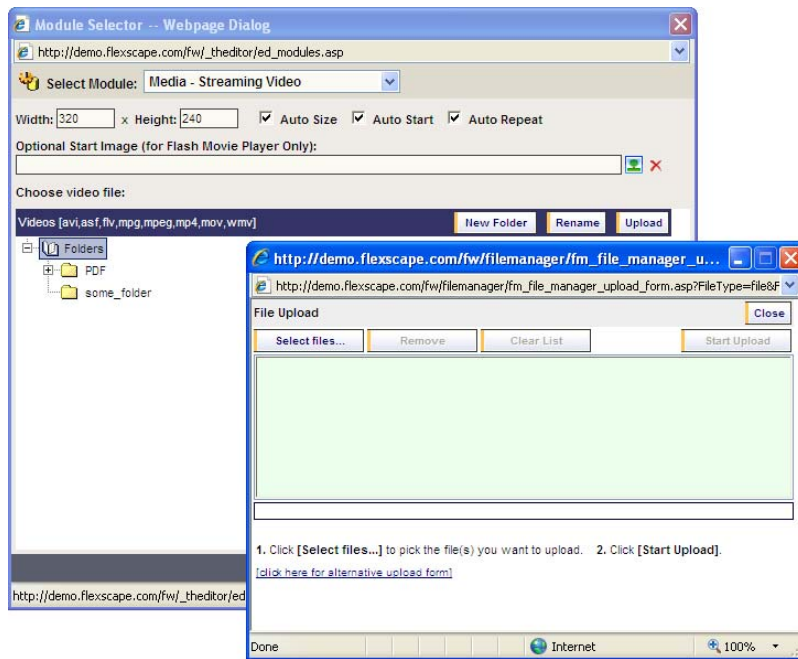 Module Selector -- Webpage Dialog
http://demo.flexscape.com/fw/_theditor/ed_modules.asp
Select Module: Media - Streaming Video
Width: 320 x Height: 240 Auto Size Auto Start Auto Repeat
Optional Start Image (for Flash Movie Player Only):
Choose video file:
Videos [avi,asf,flv,mpg,mpeg,mp4,mov,wmv] New Folder Rename Upload
Folders
PDF
some_folder
http://demo.flexscape.com/fw/_theditor/ed
http://demo.flexscape.com/fw/filemanager/fm_file_manager_u...
http://demo.flexscape.com/fw/filemanager/fm_file_manager_upload_form.asp?FileType=file&F
File Upload Close
Select files... Remove Clear List Start Upload
1. Click [Select files...] to pick the file(s) you want to upload. 2. Click [Start Upload].
[click here for alternative upload form]
Done Internet 100%